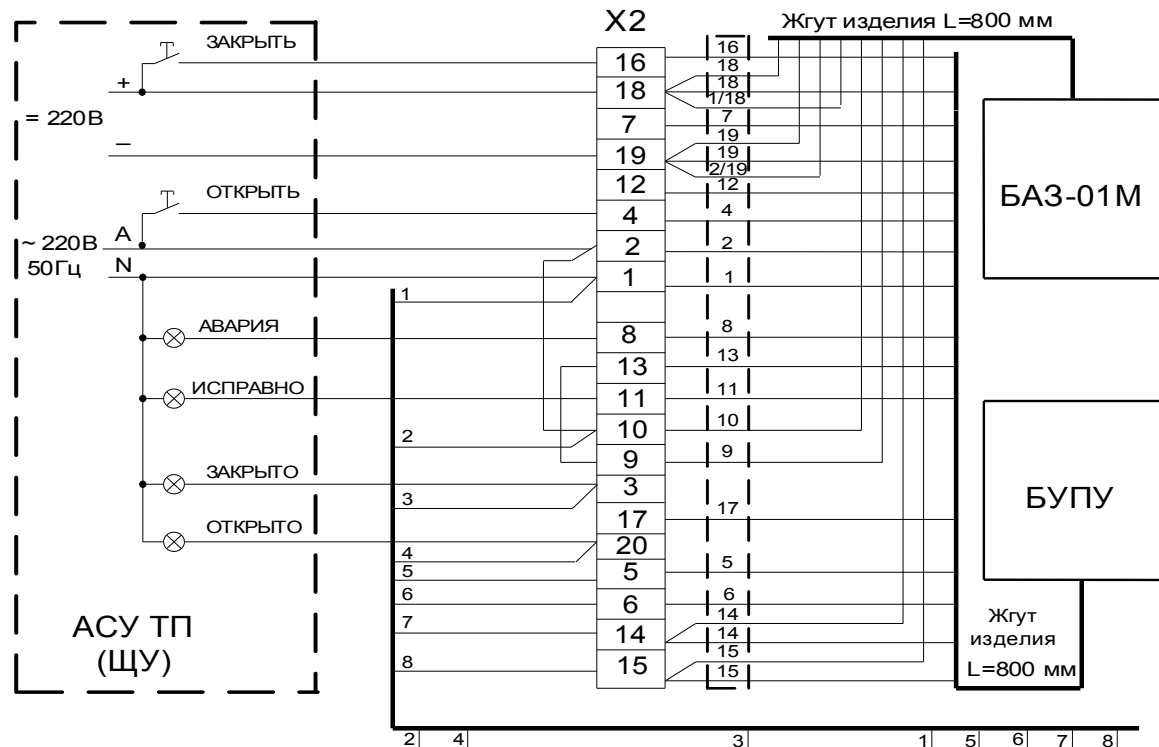 X2
Жгут изделия L=800 мм
ЗАКРЫТЬ
+
= 220В
–
ОТКРЫТЬ
A
~ 220В
50Гц
N
АВАРИЯ
ИСПРАВНО
ЗАКРЫТО
ОТКРЫТО
АСУ ТП
(ЩУ)
1
2
3
4
5
6
7
8
16
18
7
19
12
4
2
1
8
13
11
10
9
3
17
20
5
6
14
15
16
18
18
1/18
7
19
19
2/19
12
4
2
1
8
13
11
10
9
17
5
6
14
14
15
15
БАЗ-01М
БУПУ
Жгут
изделия
L=800 мм
2 4 3 1 5 6 7 8